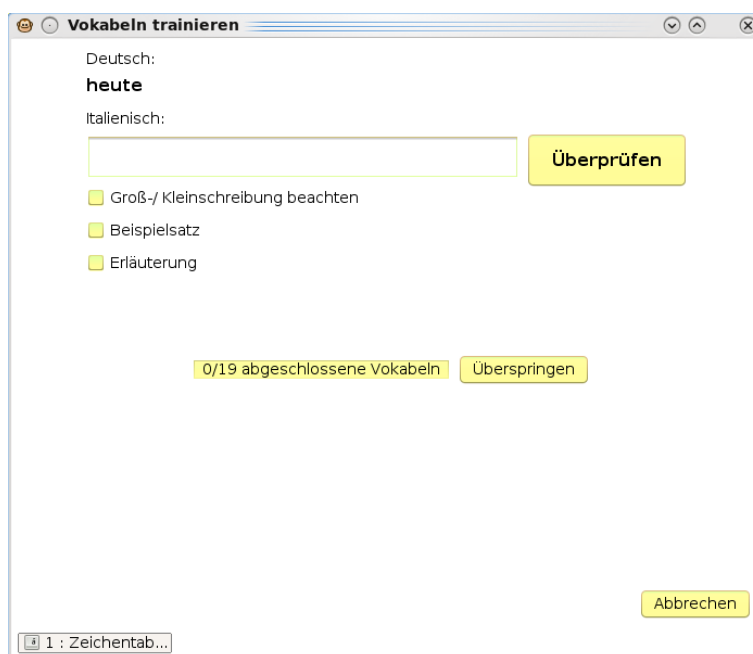 Vokabeln trainieren
Deutsch:
heute
Italienisch:
Überprüfen
Groß-/ Kleinschreibung beachten
Beispielsatz
Erläuterung
0/19 abgeschlossene Vokabeln Überspringen
Abbrechen
1 : Zeichentab...